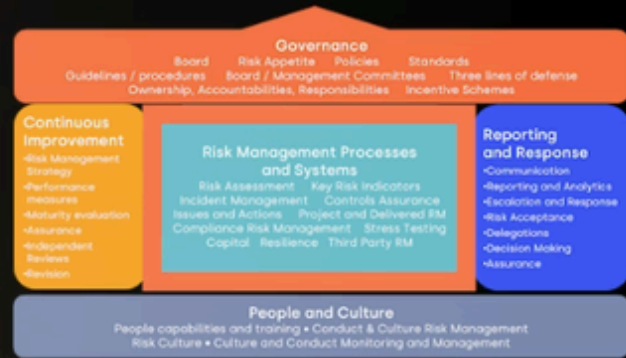 Governance
Board Risk Appetite Policies Standards
Guidelines / procedures Board / Management Committees Three lines of defense
Ownership, Accountabilities, Responsibilities Incentive Schemes
Continuous
Improvement
•Risk Management
Strategy
•Performance
measures
•Maturity evaluation
•Assurance
•Independent
Reviews
•Revision
Risk Management Processes
and Systems
Risk Assessment Key Risk Indicators
Incident Management Controls Assurance
Issues and Actions Project and Delivered RM
Compliance Risk Management Stress Testing
Capital Resilience Third Party RM
Reporting
and Response
•Communication
•Reporting and Analytics
•Escalation and Response
•Risk Acceptance
•Delegations
•Decision Making
•Assurance
People and Culture
People capabilities and training • Conduct & Culture Risk Management
Risk Culture • Culture and Conduct Monitoring and Management